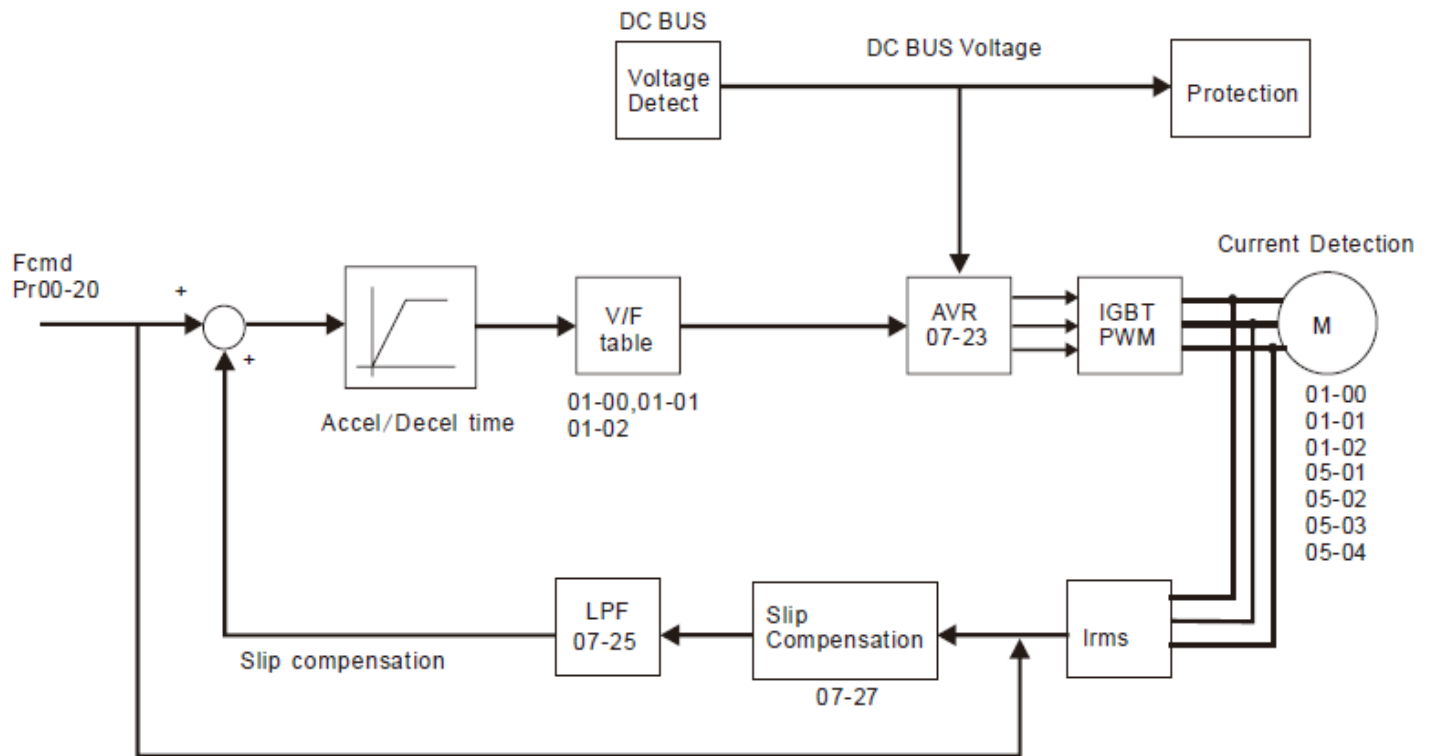 DC BUS
Voltage
Detect
DC BUS Voltage
Protection
Fcmd
Pr00-20
+
+
Accel/Decel time
V/F
table
01-00,01-01
01-02
AVR
07-23
IGBT
PWM
Current Detection
M
01-00
01-01
01-02
05-01
05-02
05-03
05-04
Slip compensation
LPF
07-25
Slip
Compensation
07-27
Irms